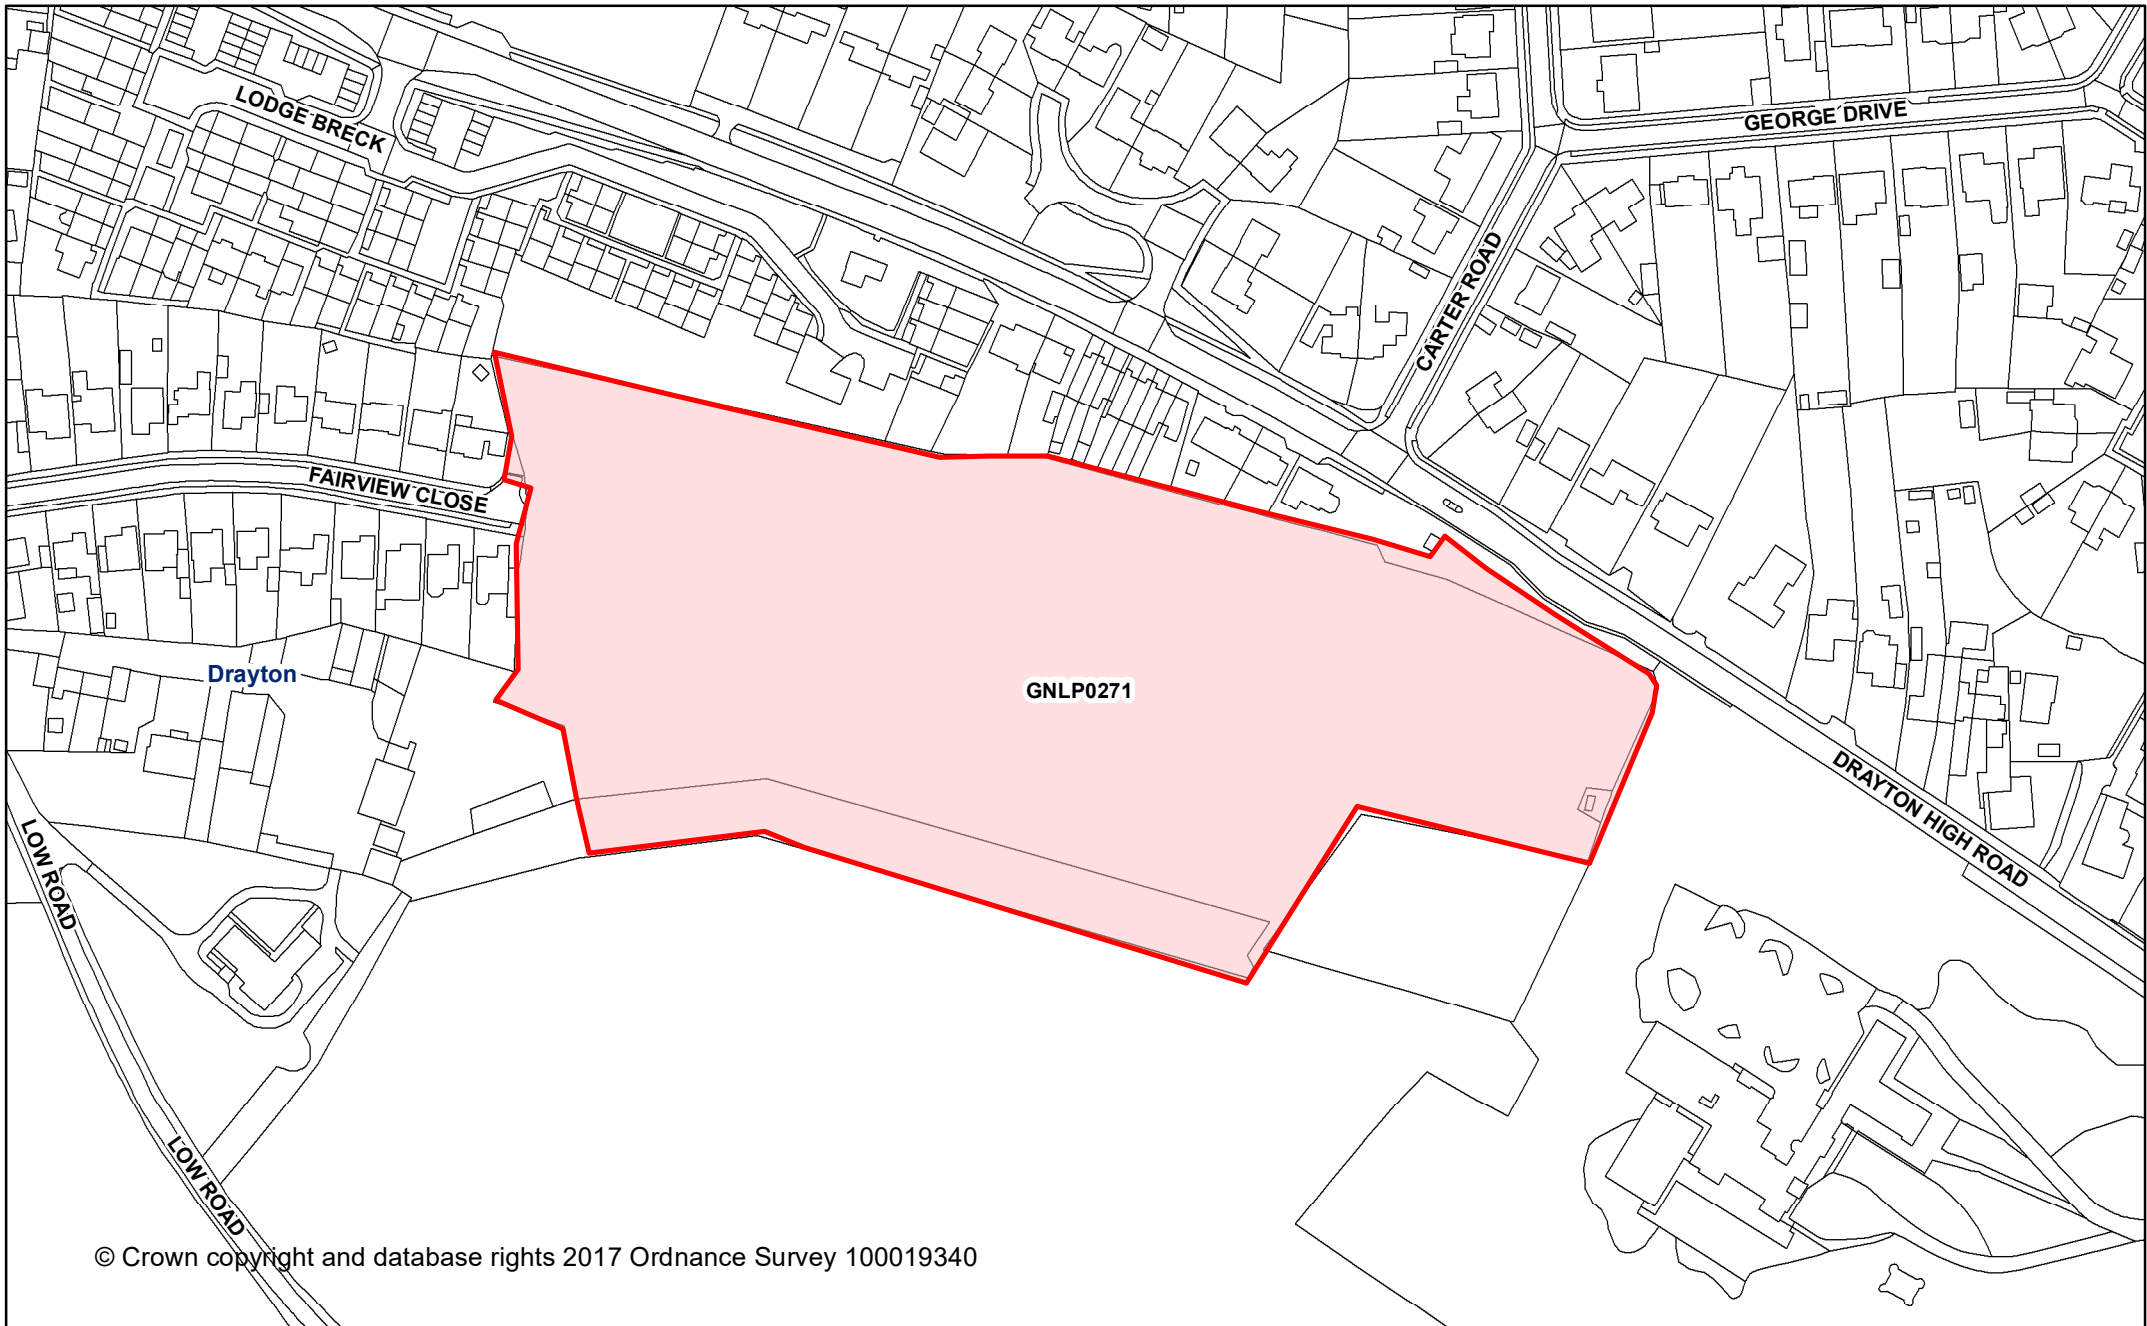 LODGE BRECK
GEORGE DRIVE
CARTER ROAD
FAIRVIEW CLOSE
Drayton
GNLP0271
DRAYTON HIGH ROAD
LOW ROAD
LOW ROAD
© Crown copyright and database rights 2017 Ordnance Survey 100019340